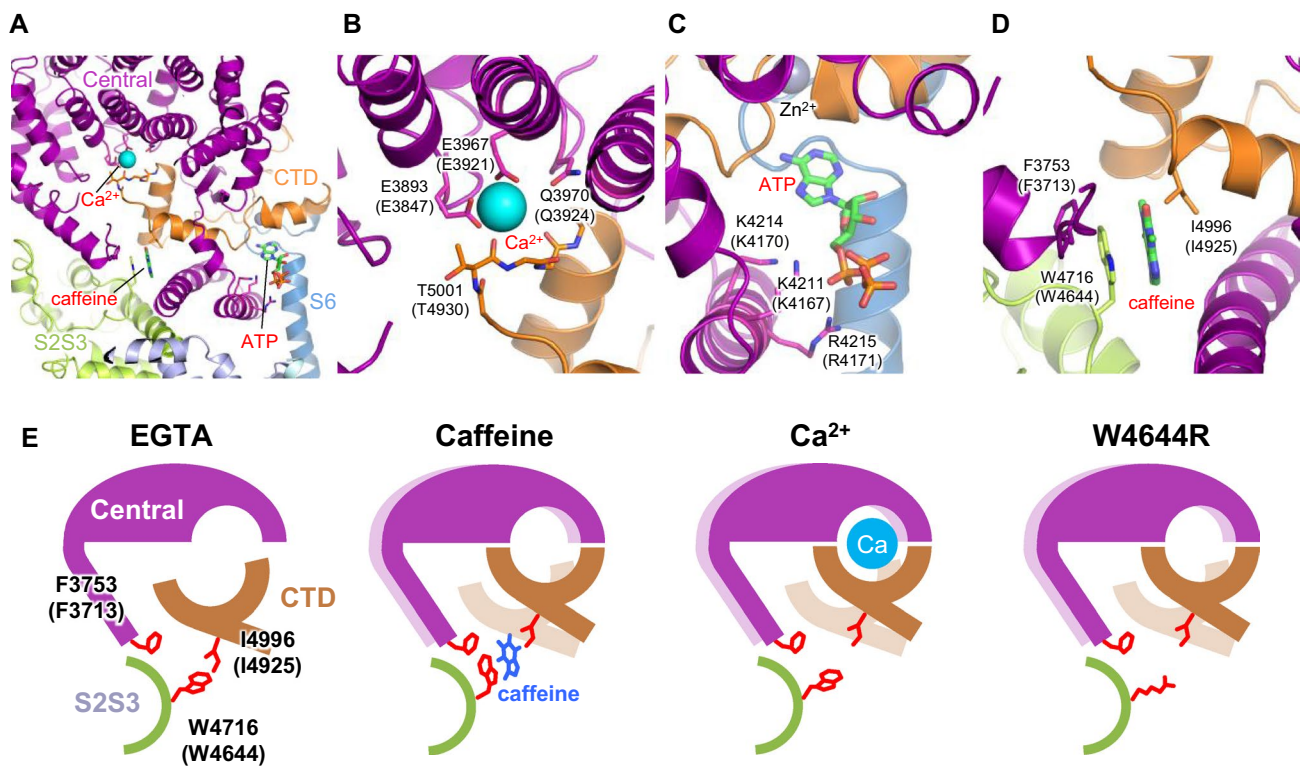 A
Central
Ca2+
CTD
caffeine
S2S3
ATP
S6
B
E3967
(E3921)
E3893
(E3847)
Q3970
(Q3924)
Ca2+
T5001
(T4930)
C
Zn2+
ATP
K4214
(K4170)
K4211
(K4167)
R4215
(R4171)
D
F3753
(F3713)
I4996
(I4925)
W4716
(W4644)
caffeine
E
EGTA
Central
F3753
(F3713)
CTD
I4996
(I4925)
S2S3
W4716
(W4644)
Caffeine
caffeine
Ca2+
Ca
W4644R